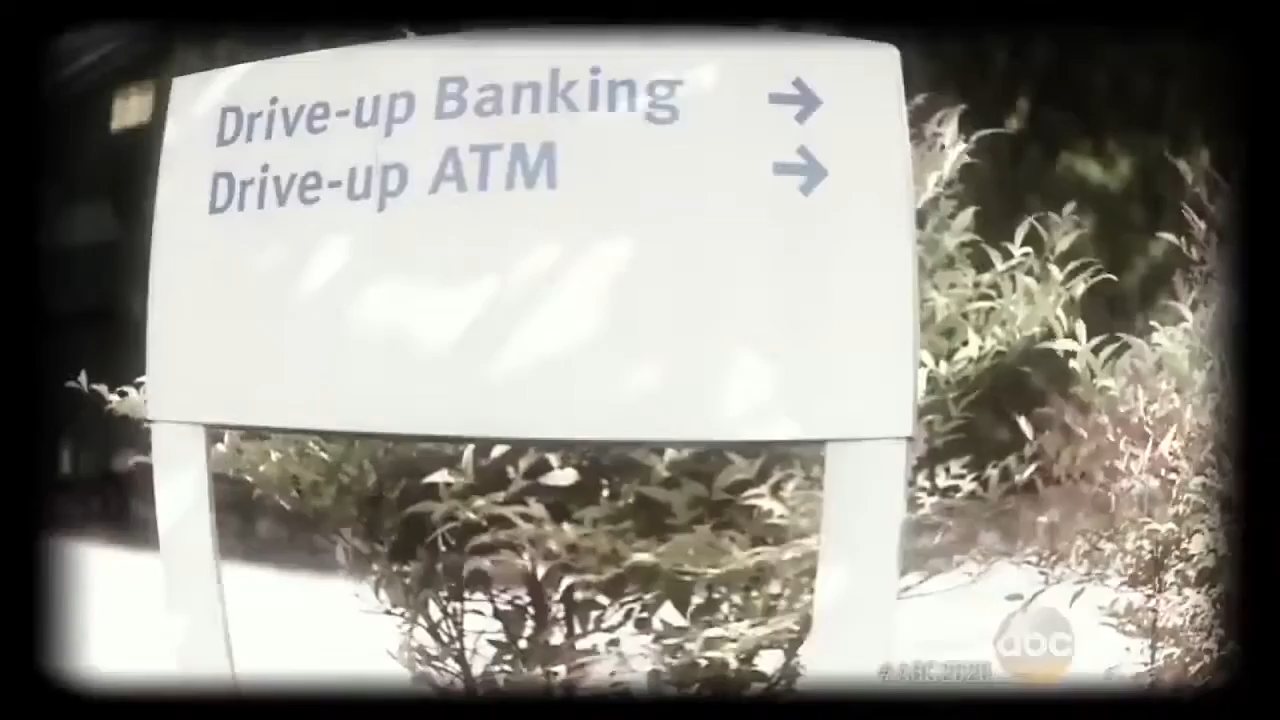 Drive-up Banking →
Drive-up ATM →
abc